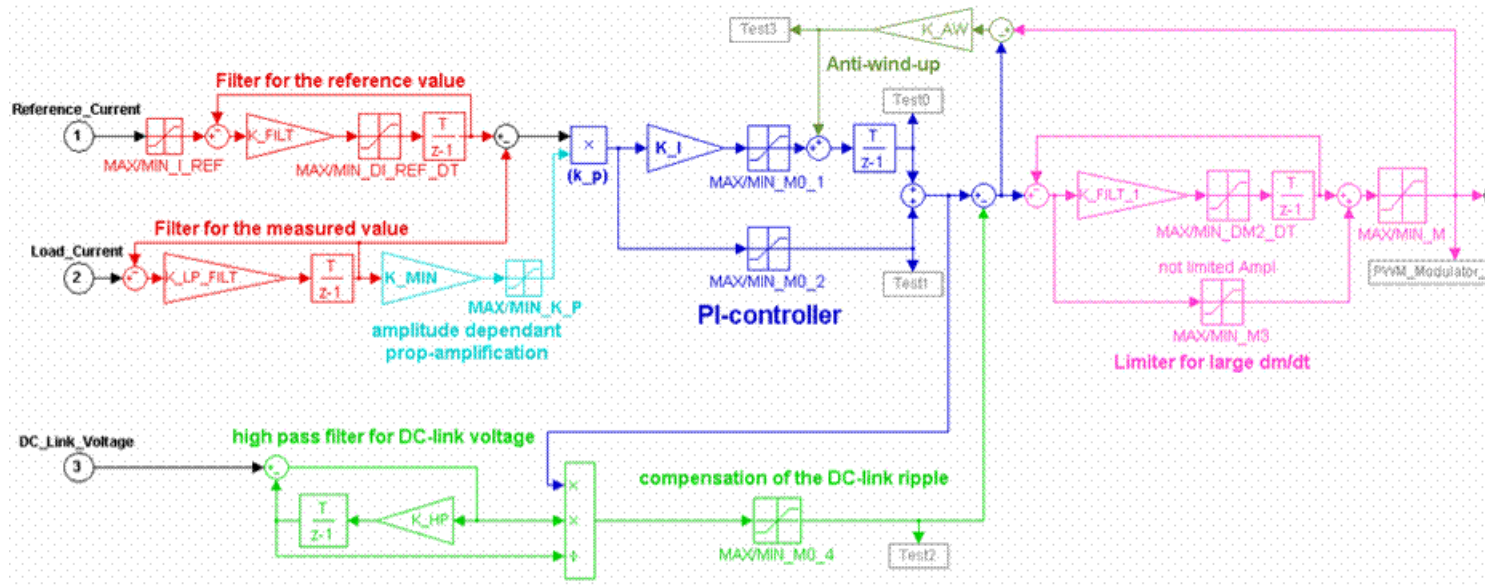 Test3
K_AW
Anti-wind-up
Filter for the reference value
Test0
Reference_Current
1
K_FILT
T
z-1
MAX/MIN_I_REF
MAX/MIN_DI_REF_DT
×
(k_p)
K_I
MAX/MIN_M0_1
T
z-1
K_FILT_1
T
z-1
MAX/MIN_DM2_DT
MAX/MIN_M
Filter for the measured value
Load_Current
2
K_LP_FILT
T
z-1
K_MIN
MAX/MIN_K_P
amplitude dependant
prop-amplification
MAX/MIN_M0_2
Test1
PI-controller
not limited Ampl
PWM_Modulator_
MAX/MIN_M3
Limiter for large dm/dt
DC_Link_Voltage
3
high pass filter for DC-link voltage
T
z-1
K_HP
×
×
÷
compensation of the DC-link ripple
MAX/MIN_M0_4
Test2